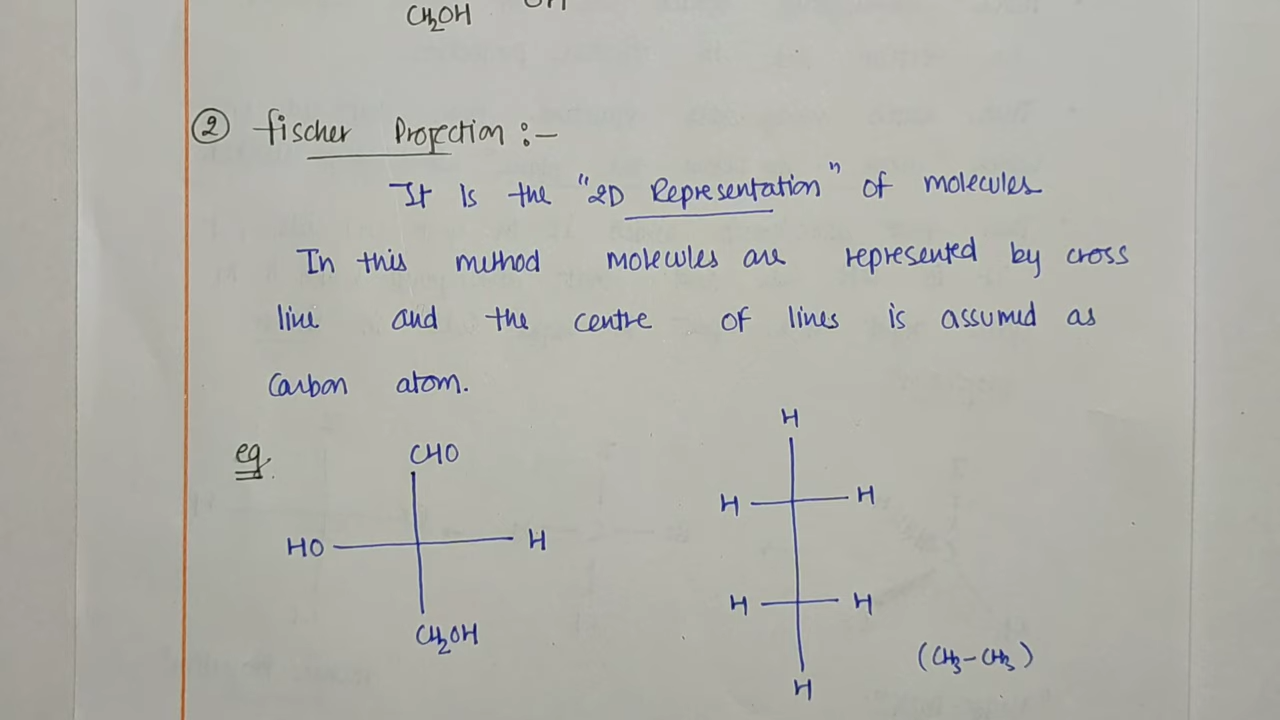 CH₂OH OH
② fischer Projection :-
It Is the "2D Representation" of molecules
In this method molecules are represented by cross
line and the centre of lines is assumed as
Carbon atom.
eg.
CHO
HO H
CH₂OH
H
H H
H H
H
(CH₃-CH₃)